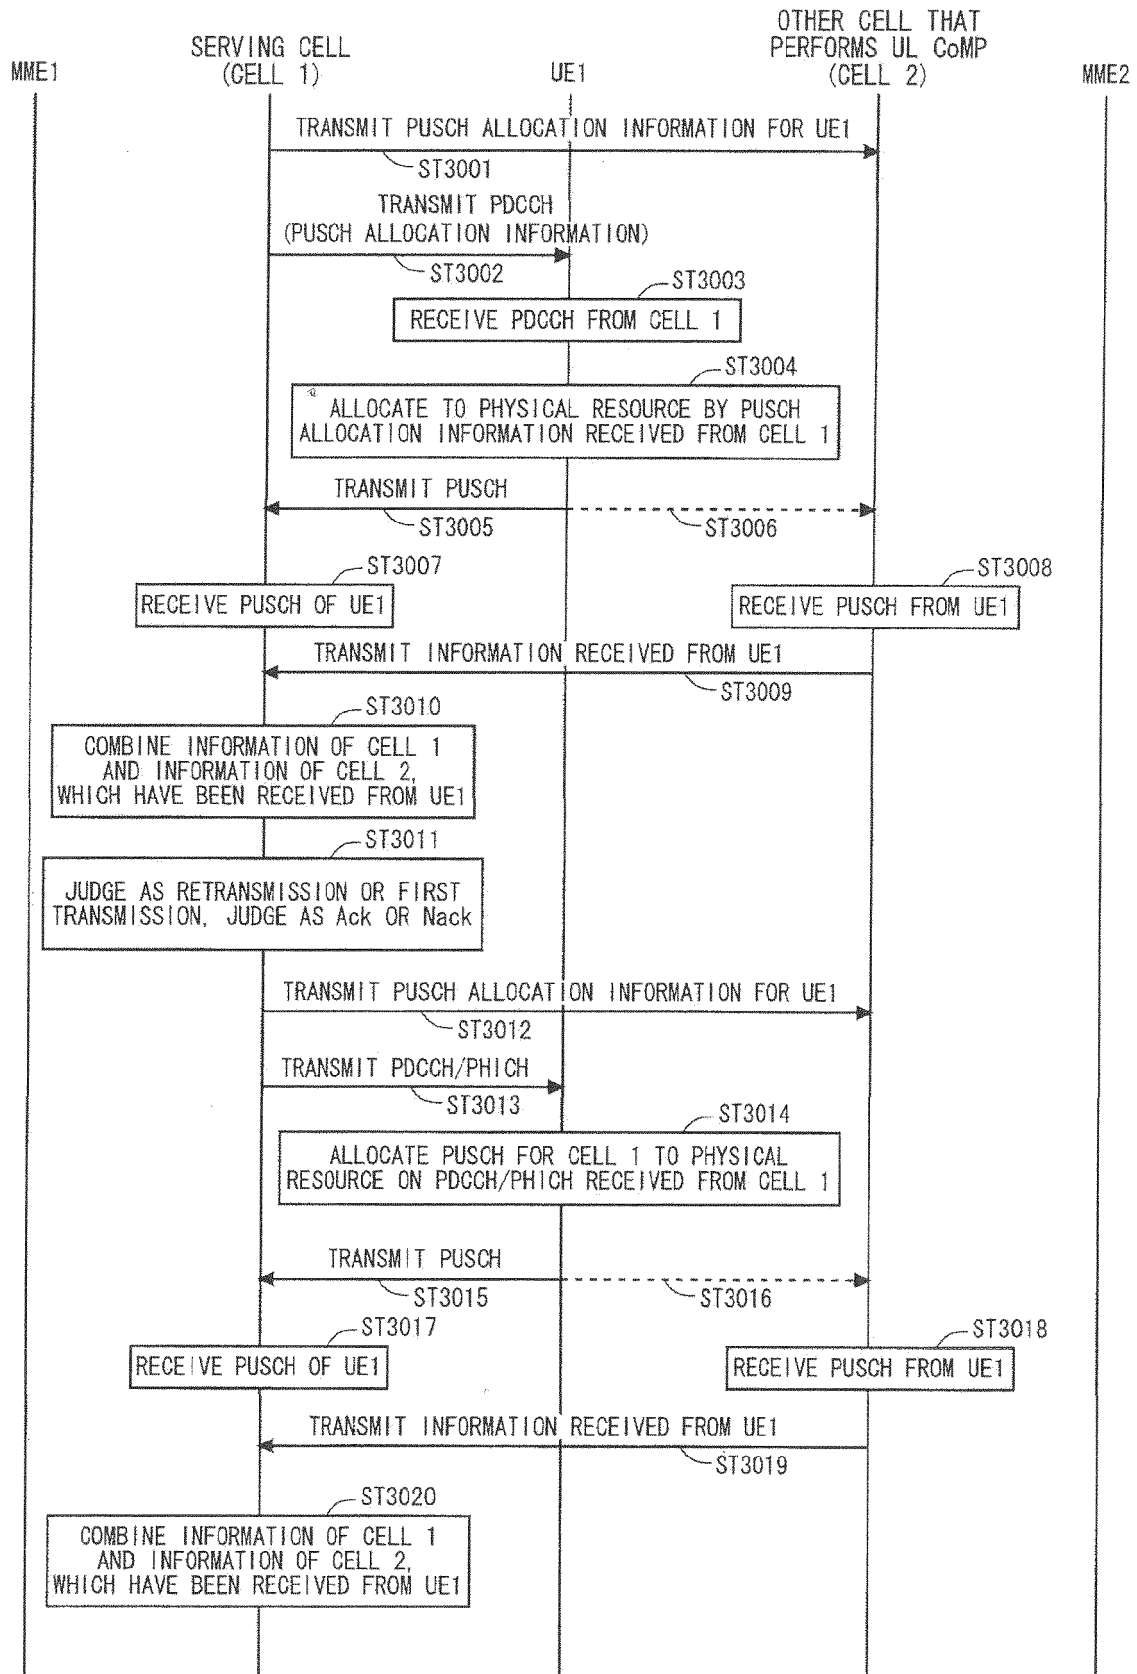 MME1
SERVING CELL
(CELL 1)
UE1
OTHER CELL THAT
PERFORMS UL CoMP
(CELL 2)
MME2
TRANSMIT PUSCH ALLOCATION INFORMATION FOR UE1
ST3001
TRANSMIT PDCCH
(PUSCH ALLOCATION INFORMATION)
ST3002
ST3003
RECEIVE PDCCH FROM CELL 1
ST3004
ALLOCATE TO PHYSICAL RESOURCE BY PUSCH
ALLOCATION INFORMATION RECEIVED FROM CELL 1
TRANSMIT PUSCH
ST3005
ST3006
ST3007
RECEIVE PUSCH OF UE1
ST3008
RECEIVE PUSCH FROM UE1
TRANSMIT INFORMATION RECEIVED FROM UE1
ST3009
ST3010
COMBINE INFORMATION OF CELL 1
AND INFORMATION OF CELL 2,
WHICH HAVE BEEN RECEIVED FROM UE1
ST3011
JUDGE AS RETRANSMISSION OR FIRST
TRANSMISSION, JUDGE AS Ack OR Nack
TRANSMIT PUSCH ALLOCATION INFORMATION FOR UE1
ST3012
TRANSMIT PDCCH/PHICH
ST3013
ST3014
ALLOCATE PUSCH FOR CELL 1 TO PHYSICAL
RESOURCE ON PDCCH/PHICH RECEIVED FROM CELL 1
TRANSMIT PUSCH
ST3015
ST3016
ST3017
RECEIVE PUSCH OF UE1
ST3018
RECEIVE PUSCH FROM UE1
TRANSMIT INFORMATION RECEIVED FROM UE1
ST3019
ST3020
COMBINE INFORMATION OF CELL 1
AND INFORMATION OF CELL 2,
WHICH HAVE BEEN RECEIVED FROM UE1